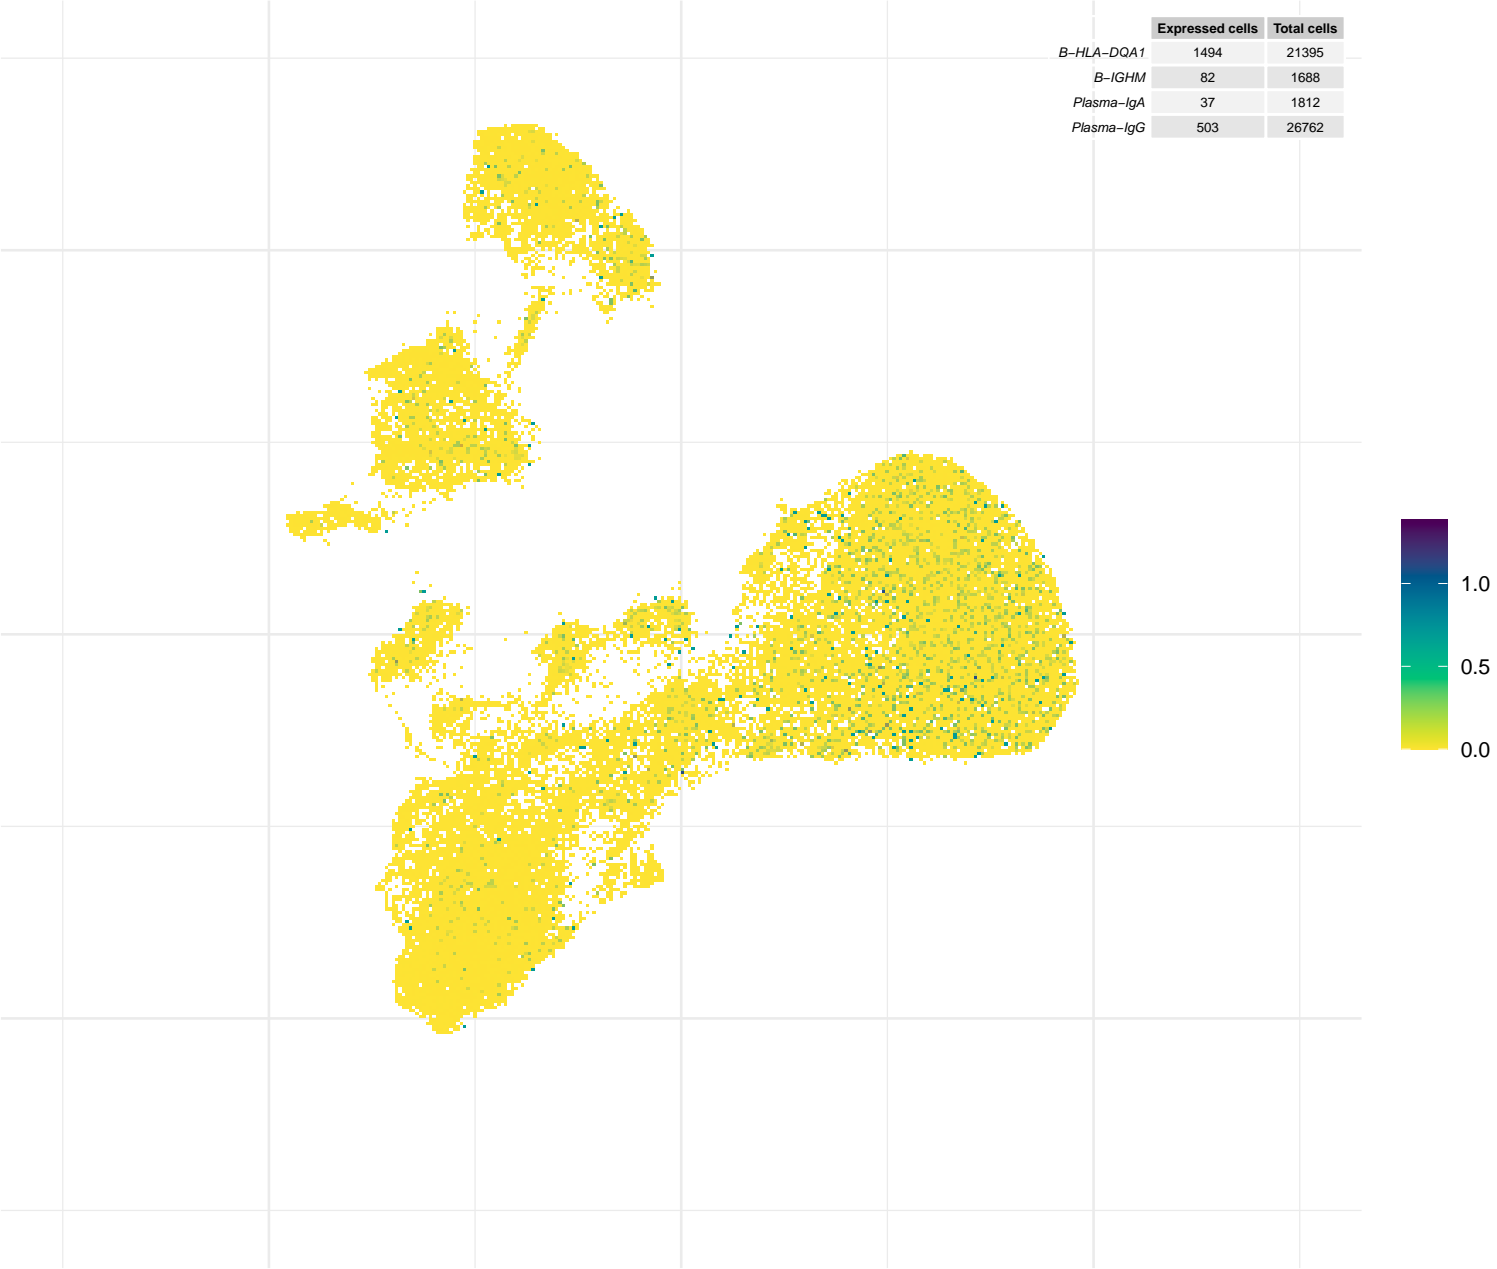 Expressed cells Total cells
B−HLA−DQA1 1494 21395
B−IGHM 82 1688
Plasma−IgA 37 1812
Plasma−IgG 503 26762
1.0
0.5
0.0